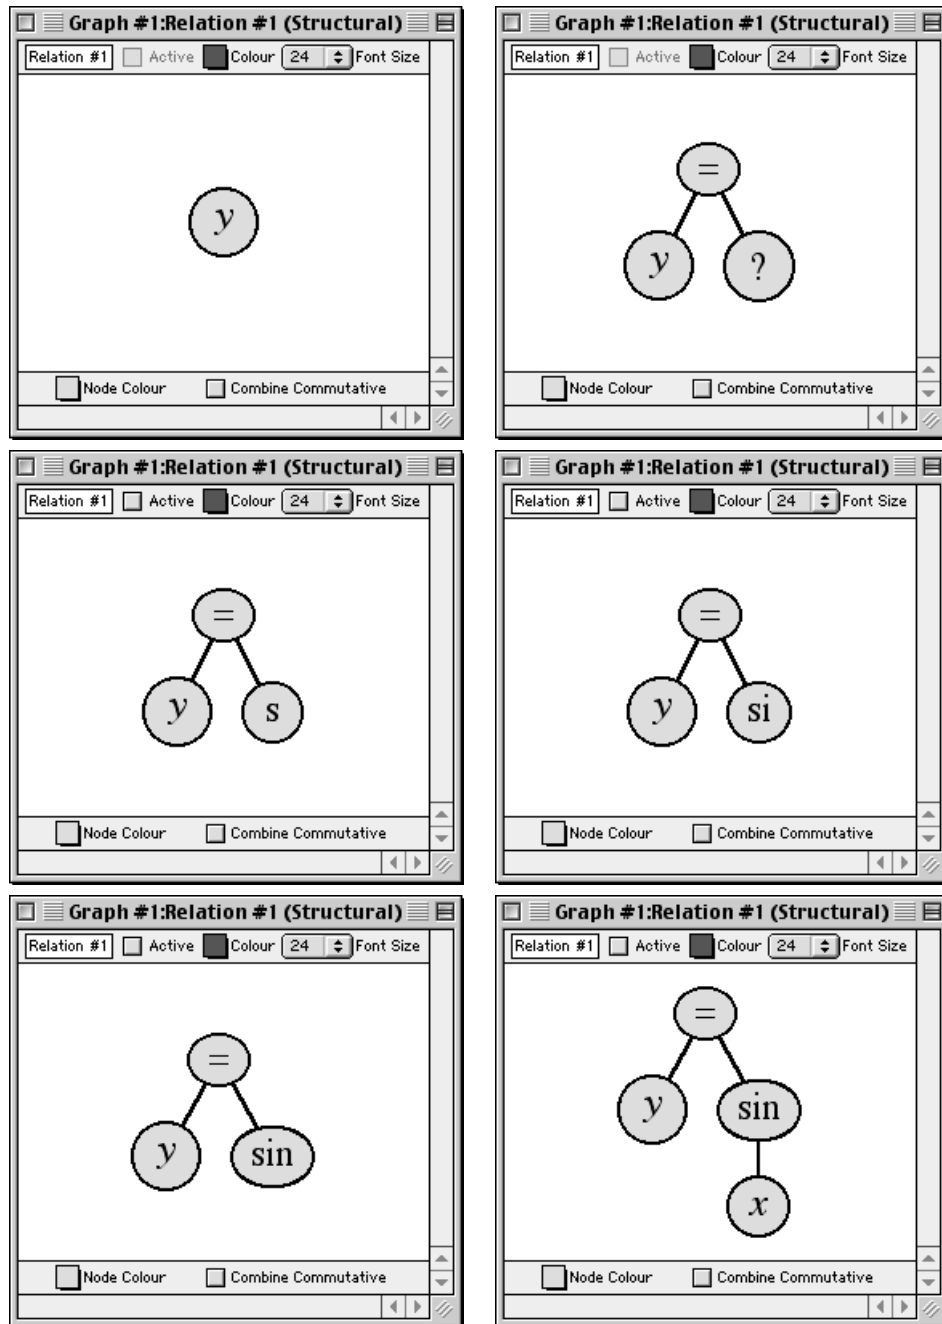 Graph #1:Relation #1 (Structural)
Relation #1 Active Colour 24 Font Size
y
Node Colour Combine Commutative
Graph #1:Relation #1 (Structural)
Relation #1 Active Colour 24 Font Size
=
y ?
Node Colour Combine Commutative
Graph #1:Relation #1 (Structural)
Relation #1 Active Colour 24 Font Size
=
y s
Node Colour Combine Commutative
Graph #1:Relation #1 (Structural)
Relation #1 Active Colour 24 Font Size
=
y si
Node Colour Combine Commutative
Graph #1:Relation #1 (Structural)
Relation #1 Active Colour 24 Font Size
=
y sin
Node Colour Combine Commutative
Graph #1:Relation #1 (Structural)
Relation #1 Active Colour 24 Font Size
=
y sin
x
Node Colour Combine Commutative